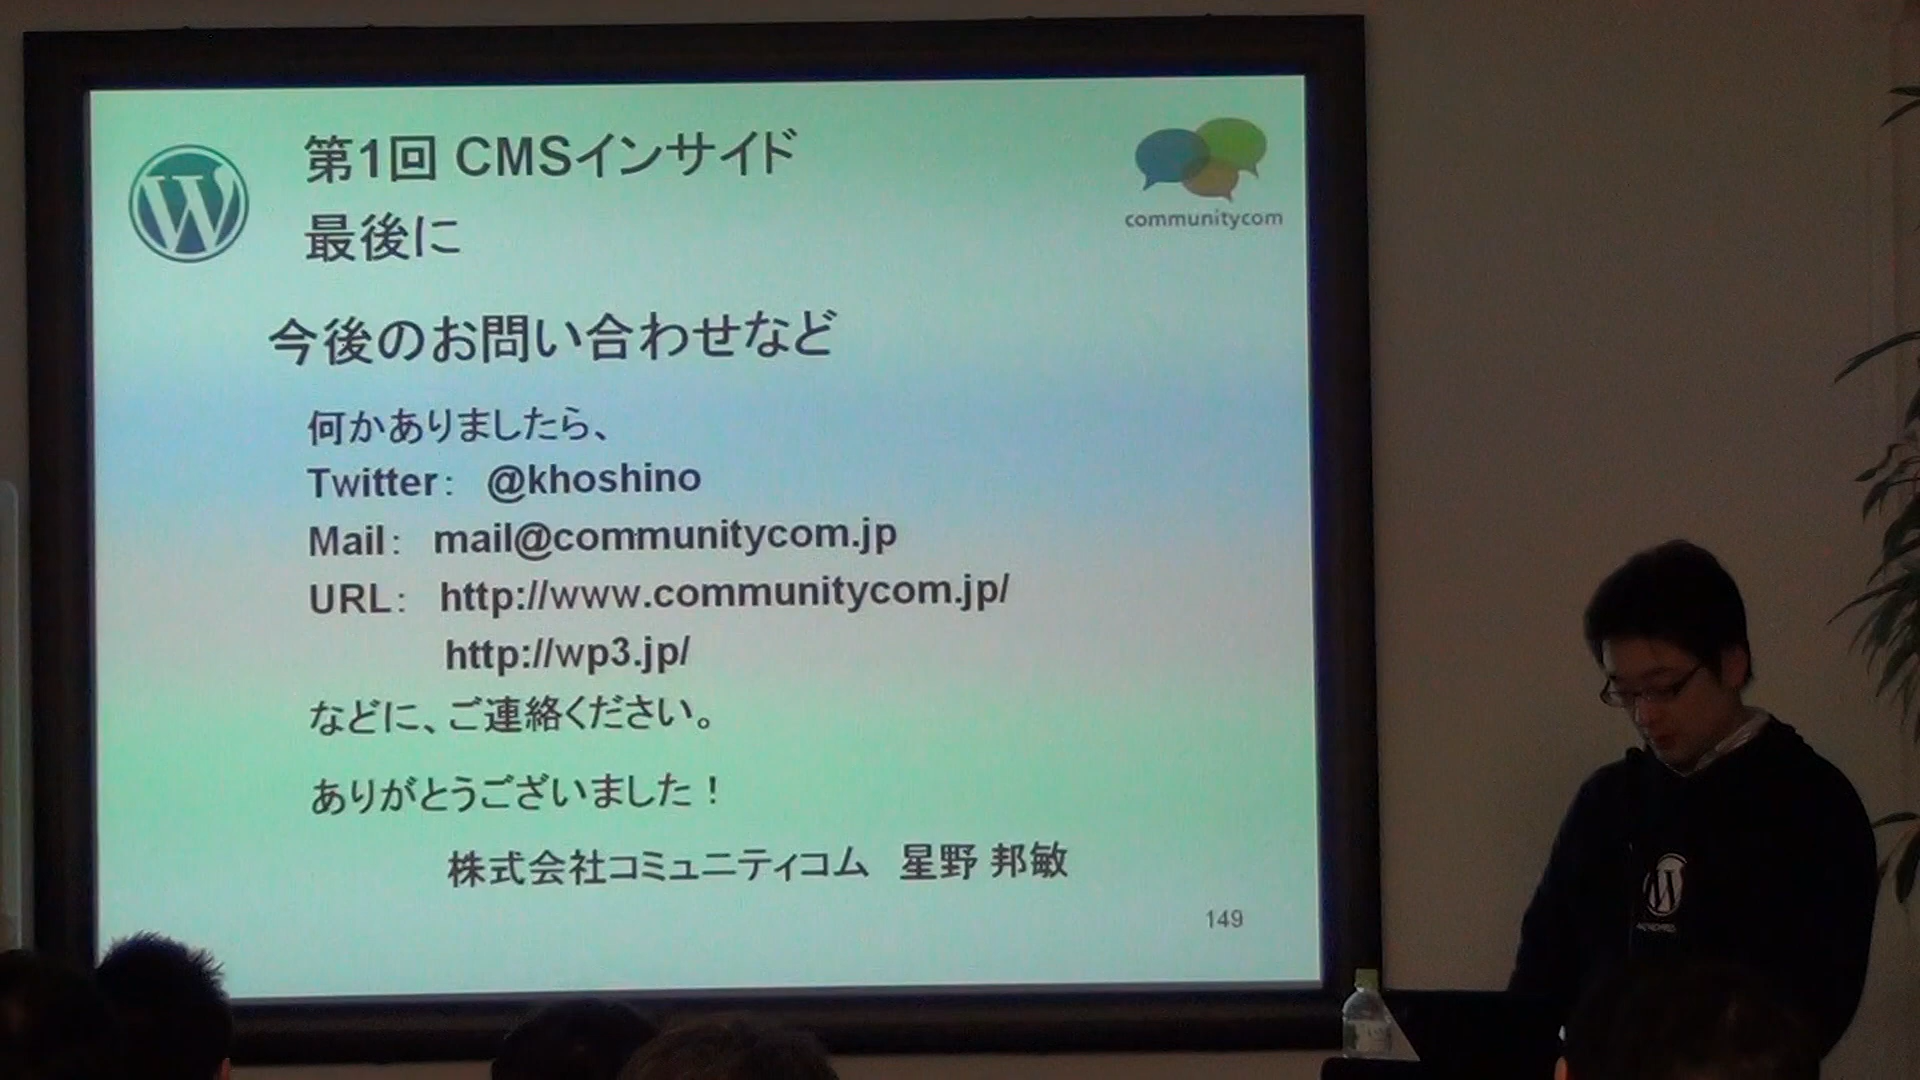 第1回 CMSインサイド
最後に
communitycom
今後のお問い合わせなど
何かありましたら、
Twitter： @khoshino
Mail： mail@communitycom.jp
URL： http://www.communitycom.jp/
http://wp3.jp/
などに、ご連絡ください。
ありがとうございました！
株式会社コミュニティコム　星野 邦敏
149